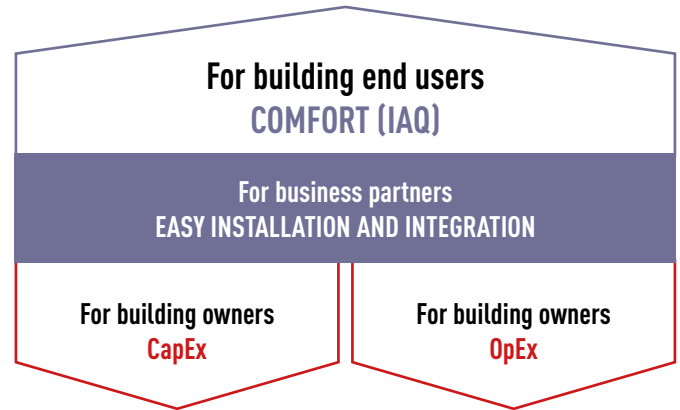 For building end users
COMFORT (IAQ)
For business partners
EASY INSTALLATION AND INTEGRATION
For building owners
CapEx
For building owners
OpEx